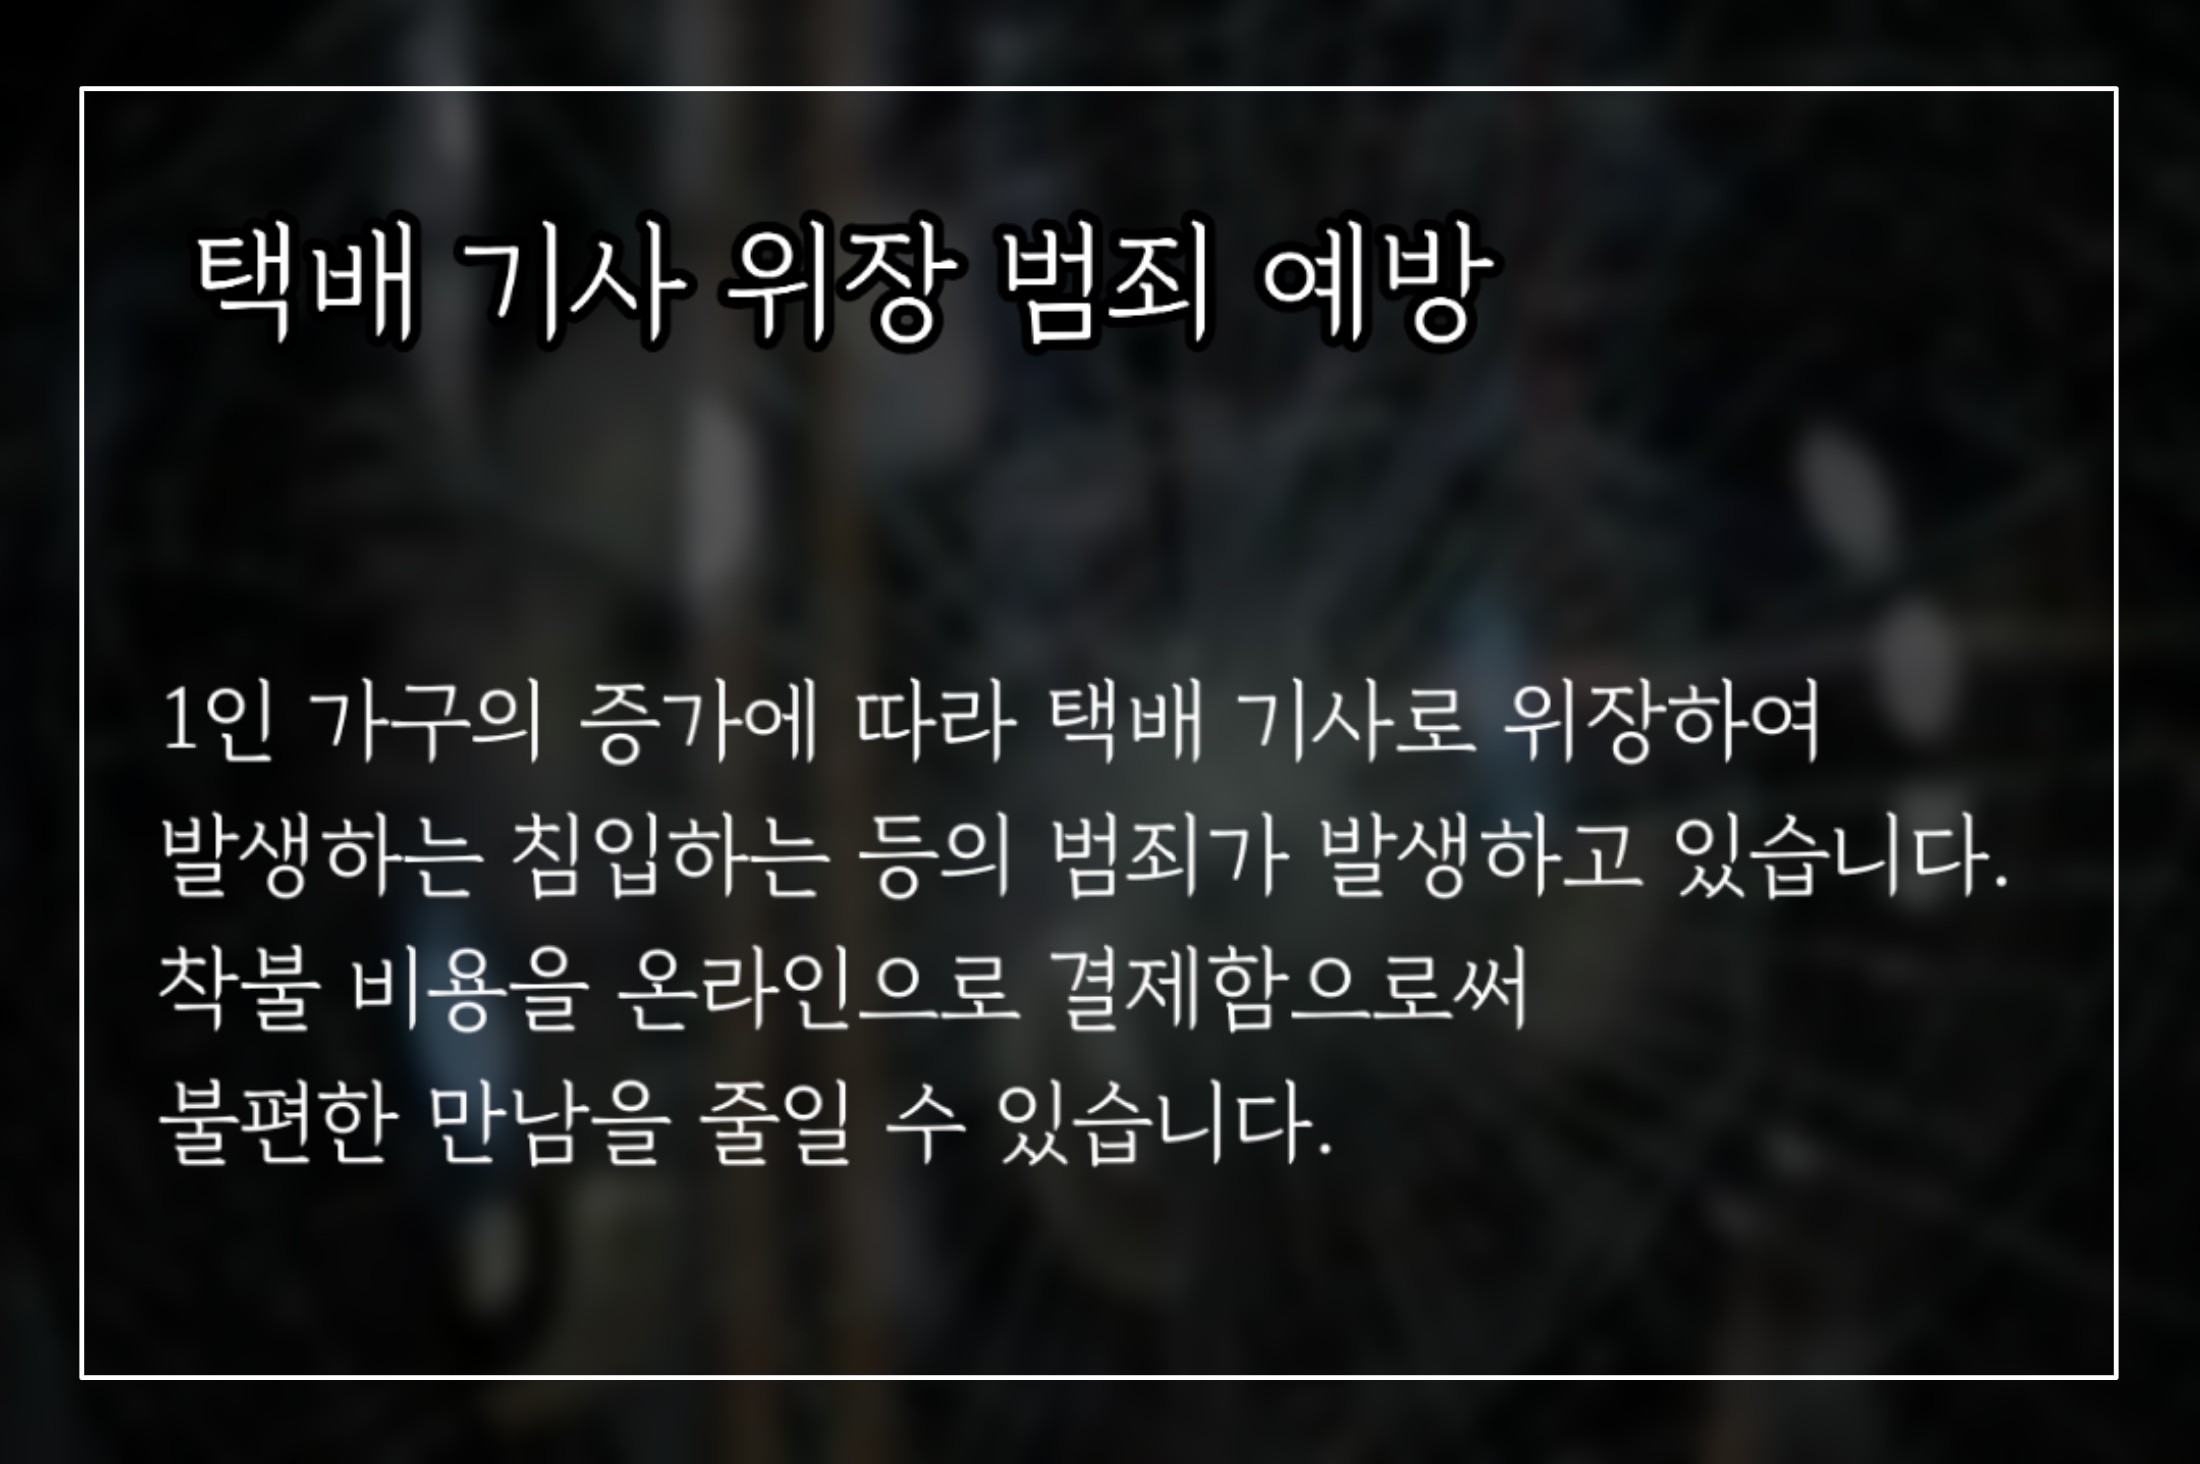 택배 기사 위장 범죄 예방
1인 가구의 증가에 따라 택배 기사로 위장하여
발생하는 침입하는 등의 범죄가 발생하고 있습니다.
착불 비용을 온라인으로 결제함으로써
불편한 만남을 줄일 수 있습니다.